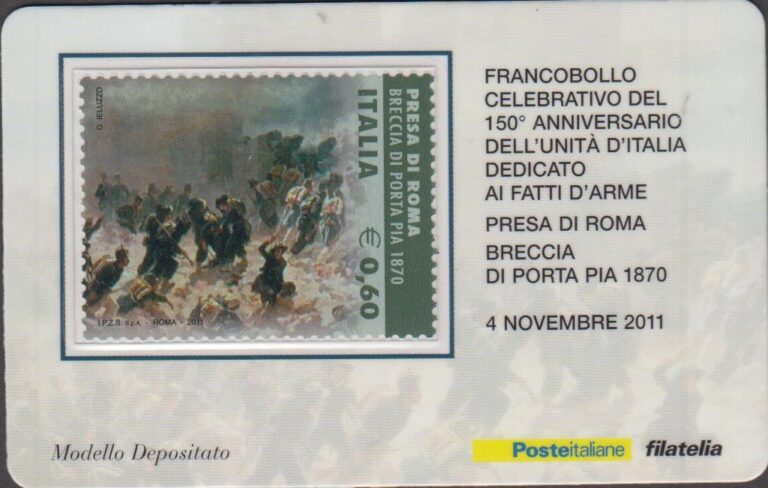 G. IELUZZO
PRESA DI ROMA
BRECCIA DI PORTA PIA 1870
ITALIA
€ 0,60
I.P.Z.S. S.p.A. - ROMA - 2011
FRANCOBOLLO
CELEBRATIVO DEL
150° ANNIVERSARIO
DELL'UNITÀ D'ITALIA
DEDICATO
AI FATTI D'ARME
PRESA DI ROMA
BRECCIA
DI PORTA PIA 1870
4 NOVEMBRE 2011
Modello Depositato
Posteitaliane filatelia